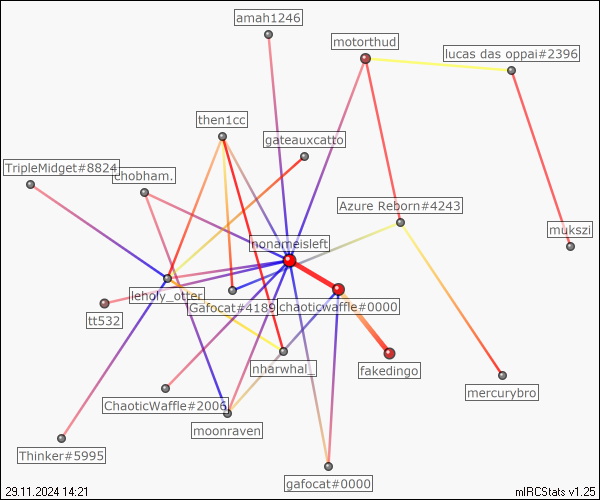 amah1246
motorthud
lucas das oppai#2396
then1cc
gateauxcatto
TripleMidget#8824
chobham.
Azure Reborn#4243
mukszi
nonameisleft
leholy_otter
Gafocat#4189
chaoticwaffle#0000
tt532
nharwhal_
fakedingo
mercurybro
ChaoticWaffle#2006
moonraven
Thinker#5995
gafocat#0000
29.11.2024 14:21
mIRCStats v1.25